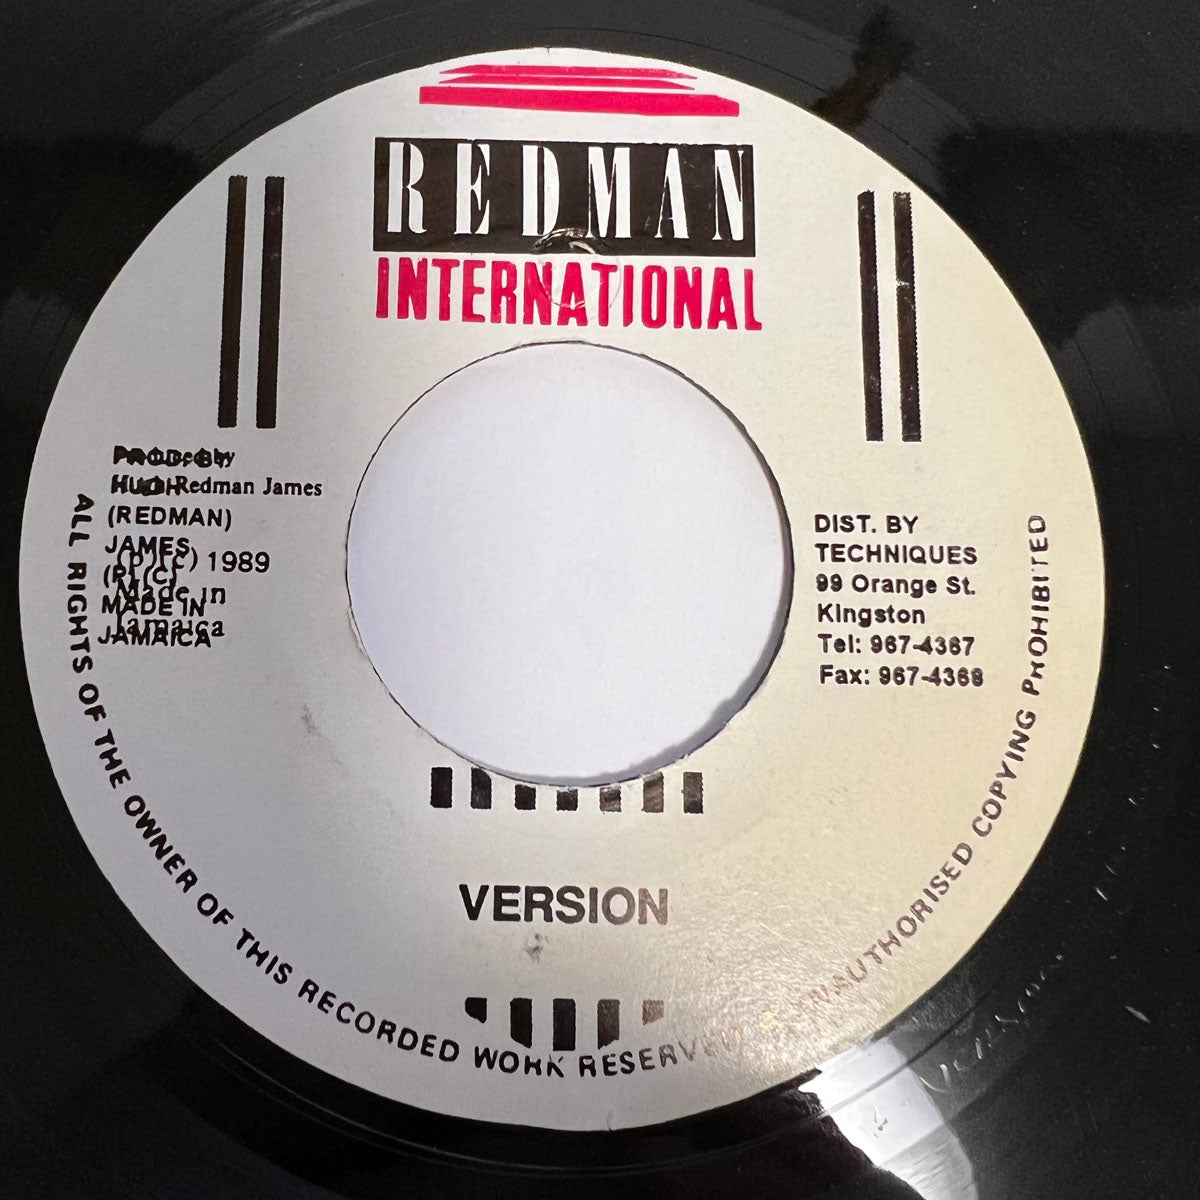 REDMAN
INTERNATIONAL
PROD. BY
Hugh Redman James
(REDMAN)
JAMES
(P) (C) 1989
Made in
MADE IN
Jamaica
JAMAICA
DIST. BY
TECHNIQUES
99 Orange St.
Kingston
Tel: 967-4367
Fax: 967-4368
VERSION
ALL RIGHTS OF THE OWNER OF THIS RECORDED WORK RESERVED UNAUTHORISED COPYING PROHIBITED